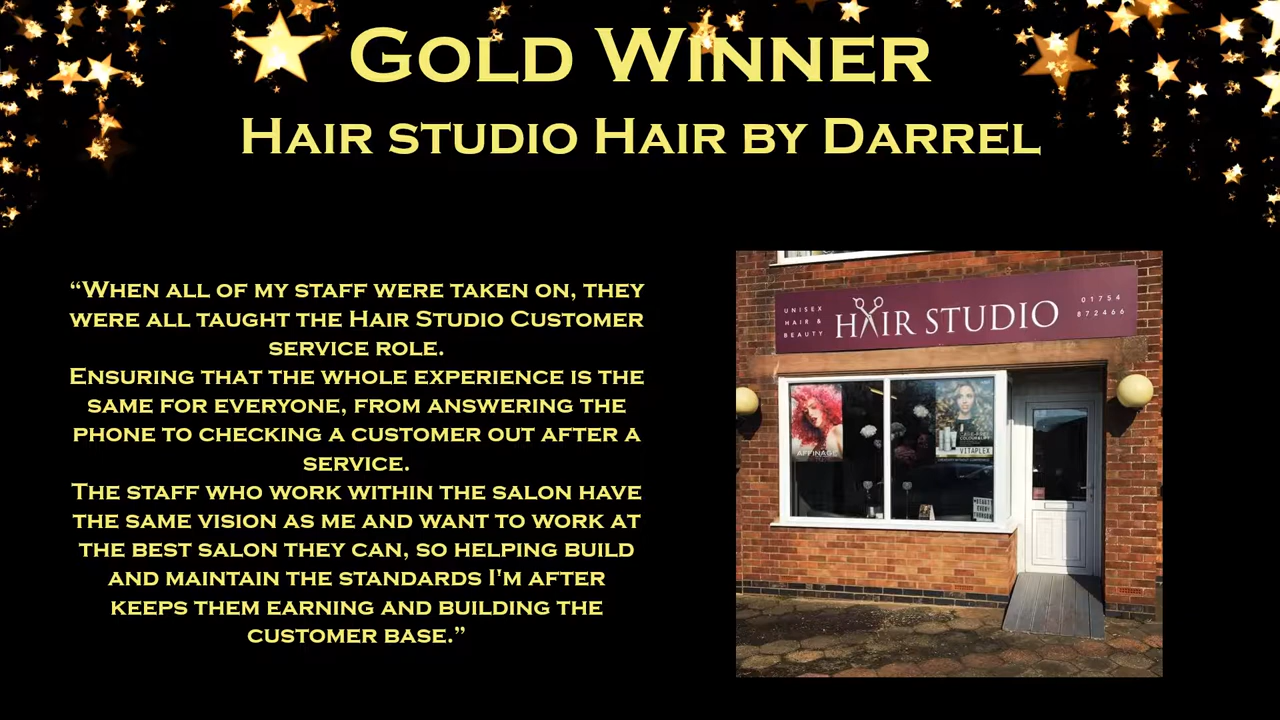 GOLD WINNER
HAIR STUDIO HAIR BY DARREL
“WHEN ALL OF MY STAFF WERE TAKEN ON, THEY
WERE ALL TAUGHT THE HAIR STUDIO CUSTOMER
SERVICE ROLE.
ENSURING THAT THE WHOLE EXPERIENCE IS THE
SAME FOR EVERYONE, FROM ANSWERING THE
PHONE TO CHECKING A CUSTOMER OUT AFTER A
SERVICE.
THE STAFF WHO WORK WITHIN THE SALON HAVE
THE SAME VISION AS ME AND WANT TO WORK AT
THE BEST SALON THEY CAN, SO HELPING BUILD
AND MAINTAIN THE STANDARDS I'M AFTER
KEEPS THEM EARNING AND BUILDING THE
CUSTOMER BASE.”
UNISEX
HAIR &
BEAUTY
HAIR STUDIO
01754
872466
AFFINAGE
VITAPLEX